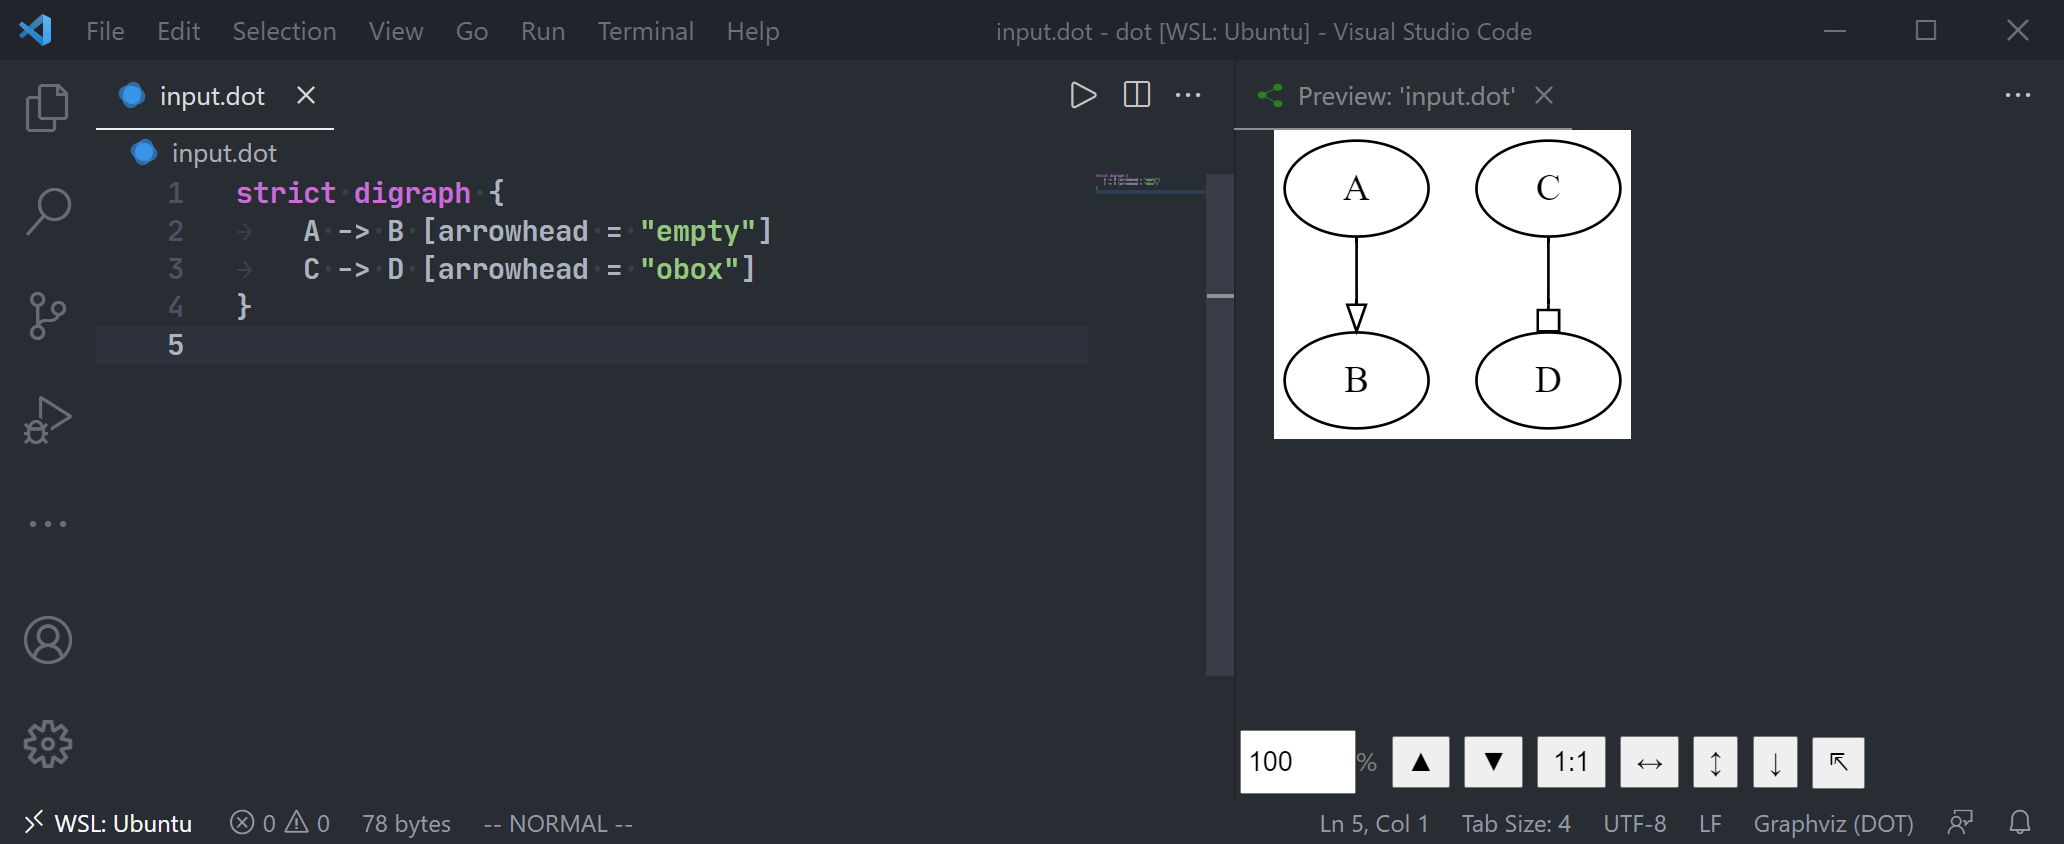 File Edit Selection View Go Run Terminal Help input.dot - dot [WSL: Ubuntu] - Visual Studio Code
input.dot
input.dot
1 strict digraph {
2 A -> B [arrowhead = "empty"]
3 C -> D [arrowhead = "obox"]
4 }
5
Preview: 'input.dot'
A C
B D
100 % ▲ ▼ 1:1 ↔ ↕ ↓ ↖
WSL: Ubuntu 0 0 78 bytes -- NORMAL -- Ln 5, Col 1 Tab Size: 4 UTF-8 LF Graphviz (DOT)